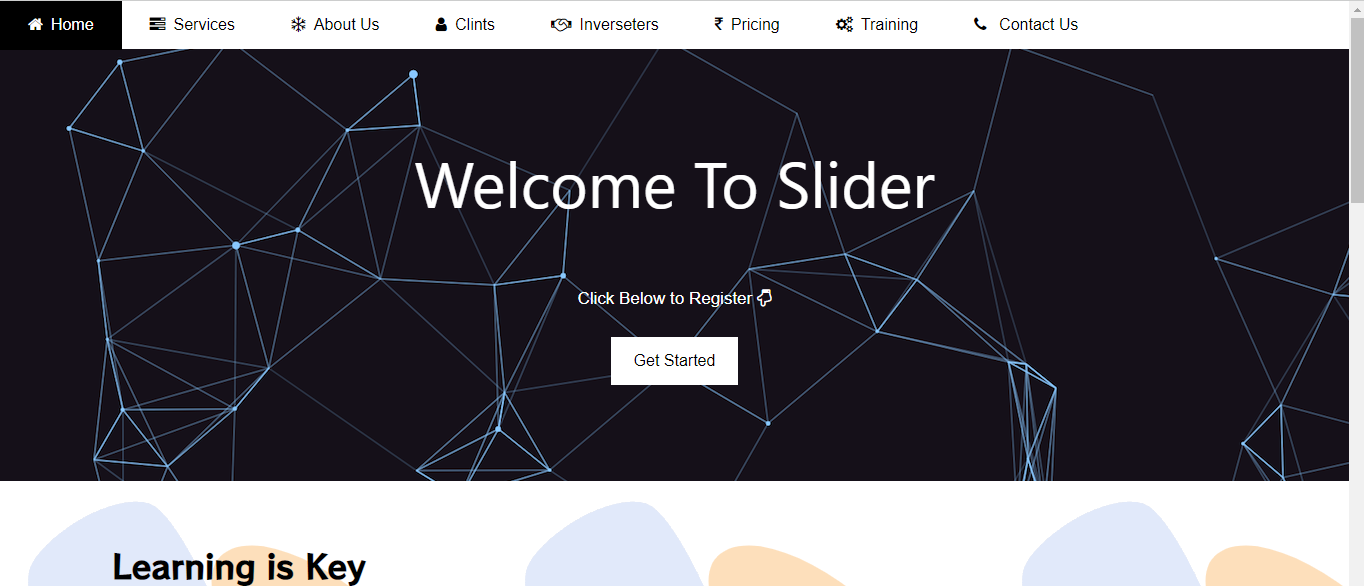 Home Services About Us Clints Inverseters ₹ Pricing Training Contact Us
Welcome To Slider
Click Below to Register
Get Started
Learning is Key